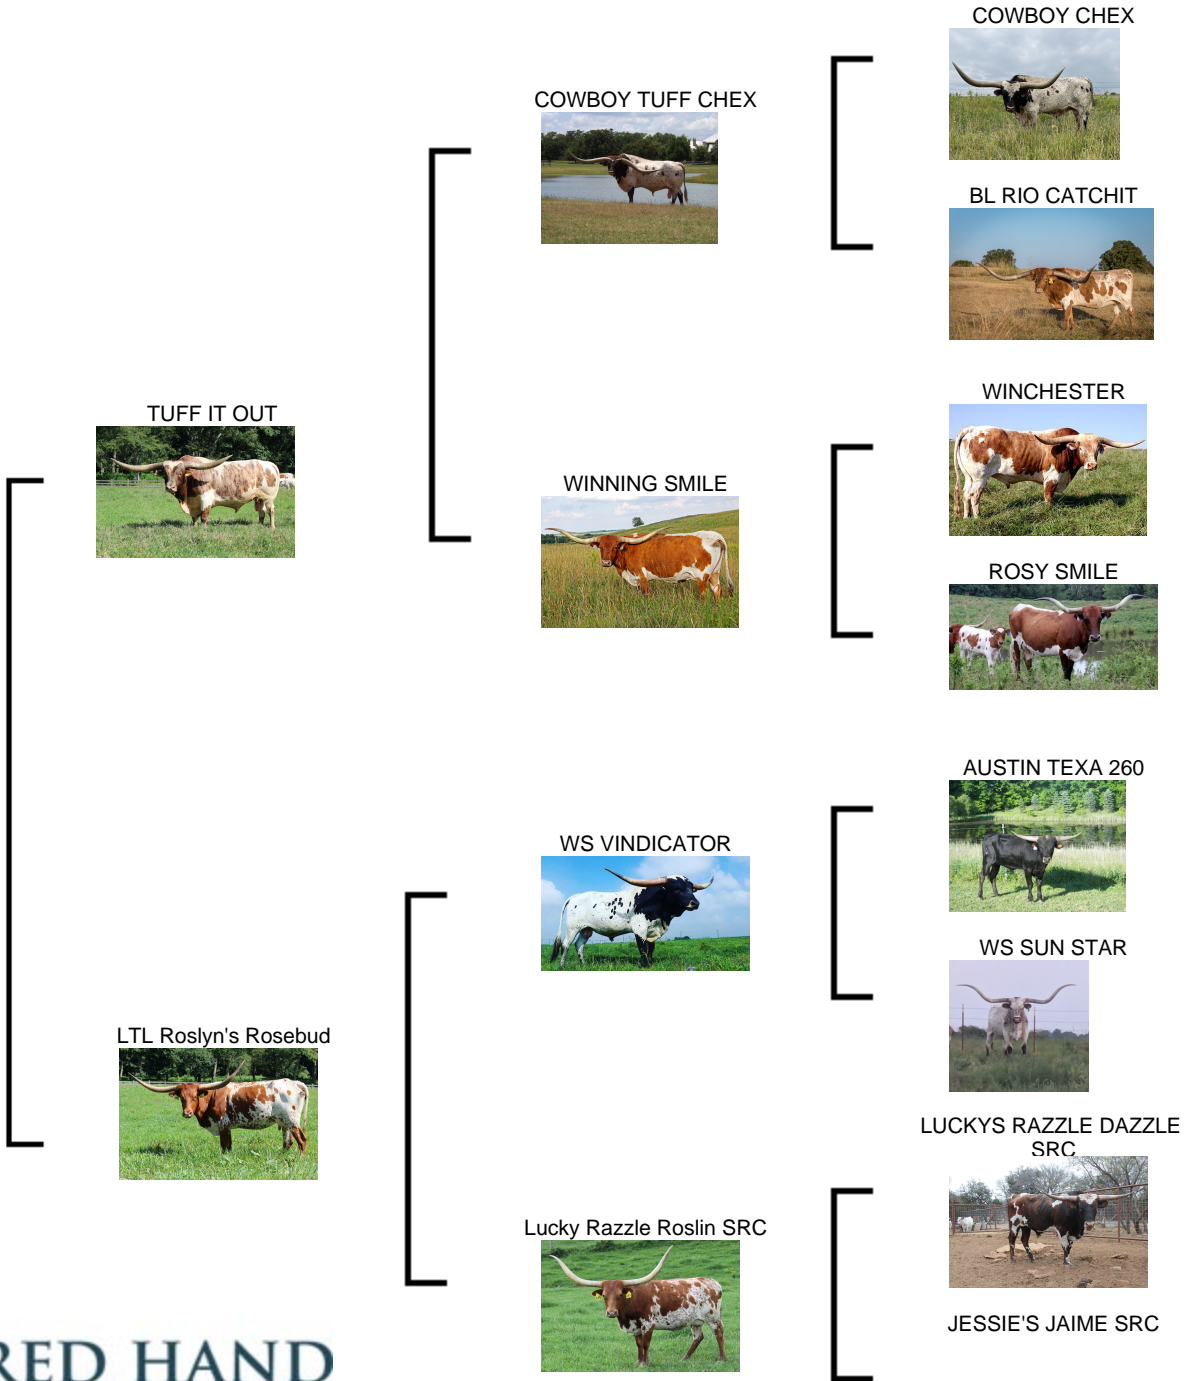 COWBOY CHEX
COWBOY TUFF CHEX
BL RIO CATCHIT
TUFF IT OUT
WINCHESTER
WINNING SMILE
ROSY SMILE
AUSTIN TEXA 260
WS VINDICATOR
WS SUN STAR
LTL Roslyn's Rosebud
LUCKYS RAZZLE DAZZLE
SRC
Lucky Razzle Roslin SRC
JESSIE'S JAIME SRC
RED HAND